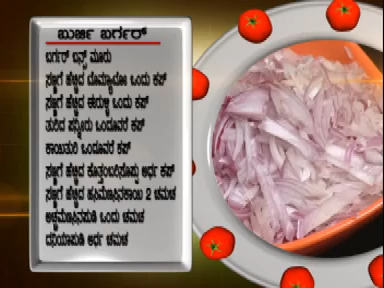 ಖುರ್ಚಿ ಬರ್ಗರ್
ಬರ್ಗರ್ ಬನ್ಸ್ ಮೂರು
ಸಣ್ಣಗೆ ಹೆಚ್ಚಿದ ಟೊಮ್ಯಾಟೋ ಒಂದು ಕಪ್
ಸಣ್ಣಗೆ ಹೆಚ್ಚಿದ ಈರುಳ್ಳಿ ಒಂದು ಕಪ್
ತುರಿದ ಪನ್ನೀರು ಒಂದೂವರೆ ಕಪ್
ಕಾಯಿತುರಿ ಒಂದೂವರೆ ಕಪ್
ಸಣ್ಣಗೆ ಹೆಚ್ಚಿದ ಕೊತ್ತಂಬರಿಸೊಪ್ಪು ಅರ್ಧ ಕಪ್
ಸಣ್ಣಗೆ ಹೆಚ್ಚಿದ ಹಸಿಮೆಣಸಿನಕಾಯಿ 2 ಚಮಚ
ಅಚ್ಚಮೆಣಸಿನಪುಡಿ ಒಂದು ಚಮಚ
ದನಿಯಾಪುಡಿ ಅರ್ಧ ಚಮಚ